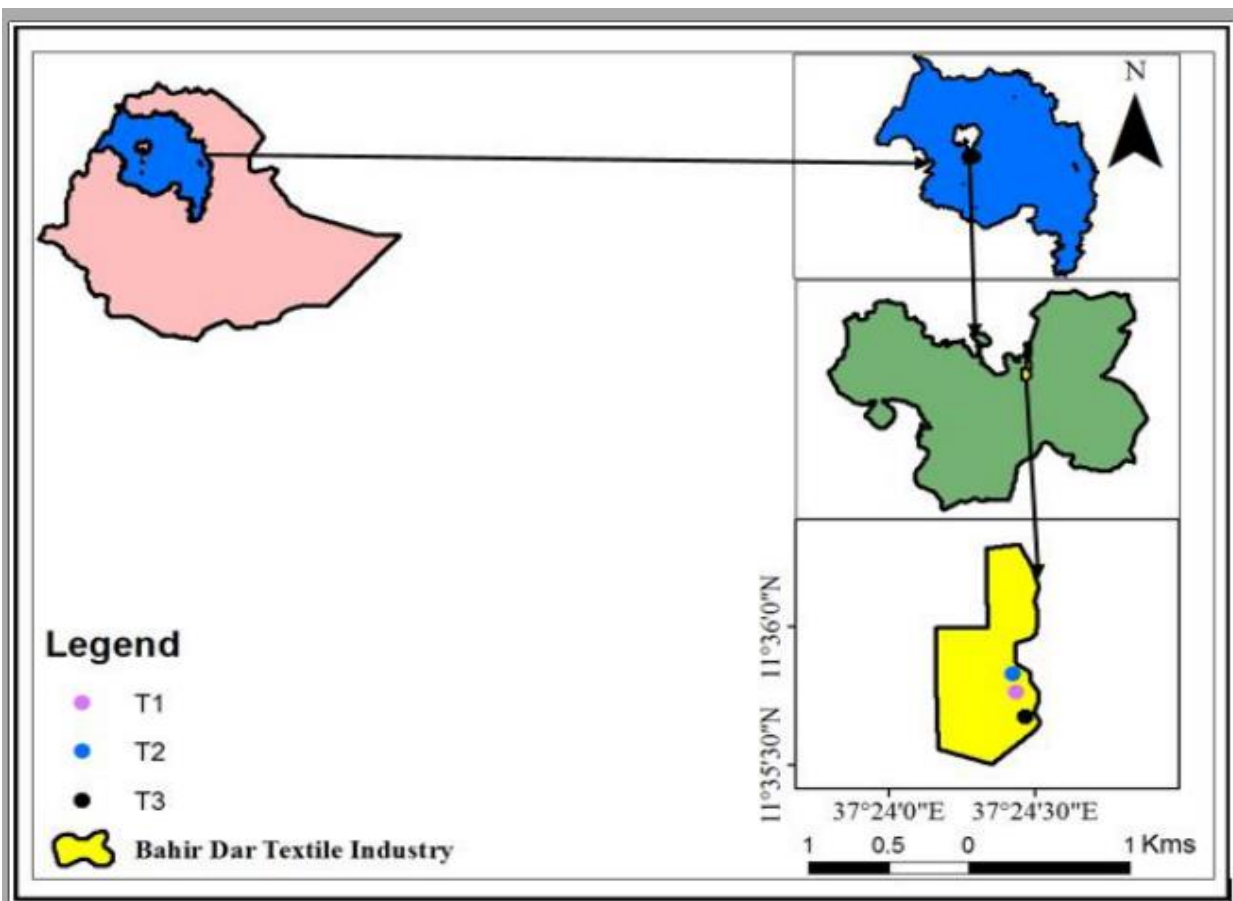 N
Legend
T1
T2
T3
Bahir Dar Textile Industry
11°36'0"N
11°35'30"N
37°24'0"E 37°24'30"E
1 0.5 0 1 Kms